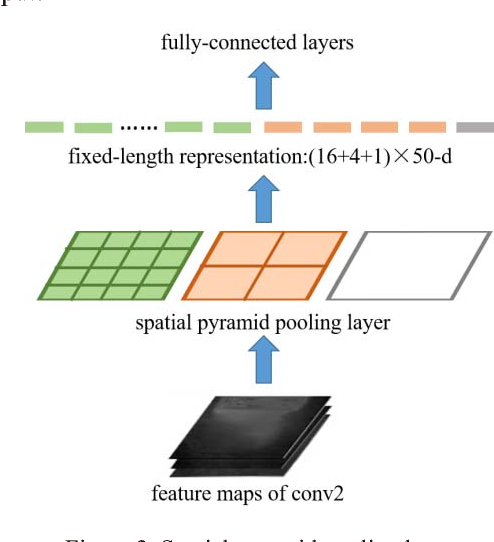 fully-connected layers
......
fixed-length representation:(16+4+1)×50-d
spatial pyramid pooling layer
feature maps of conv2